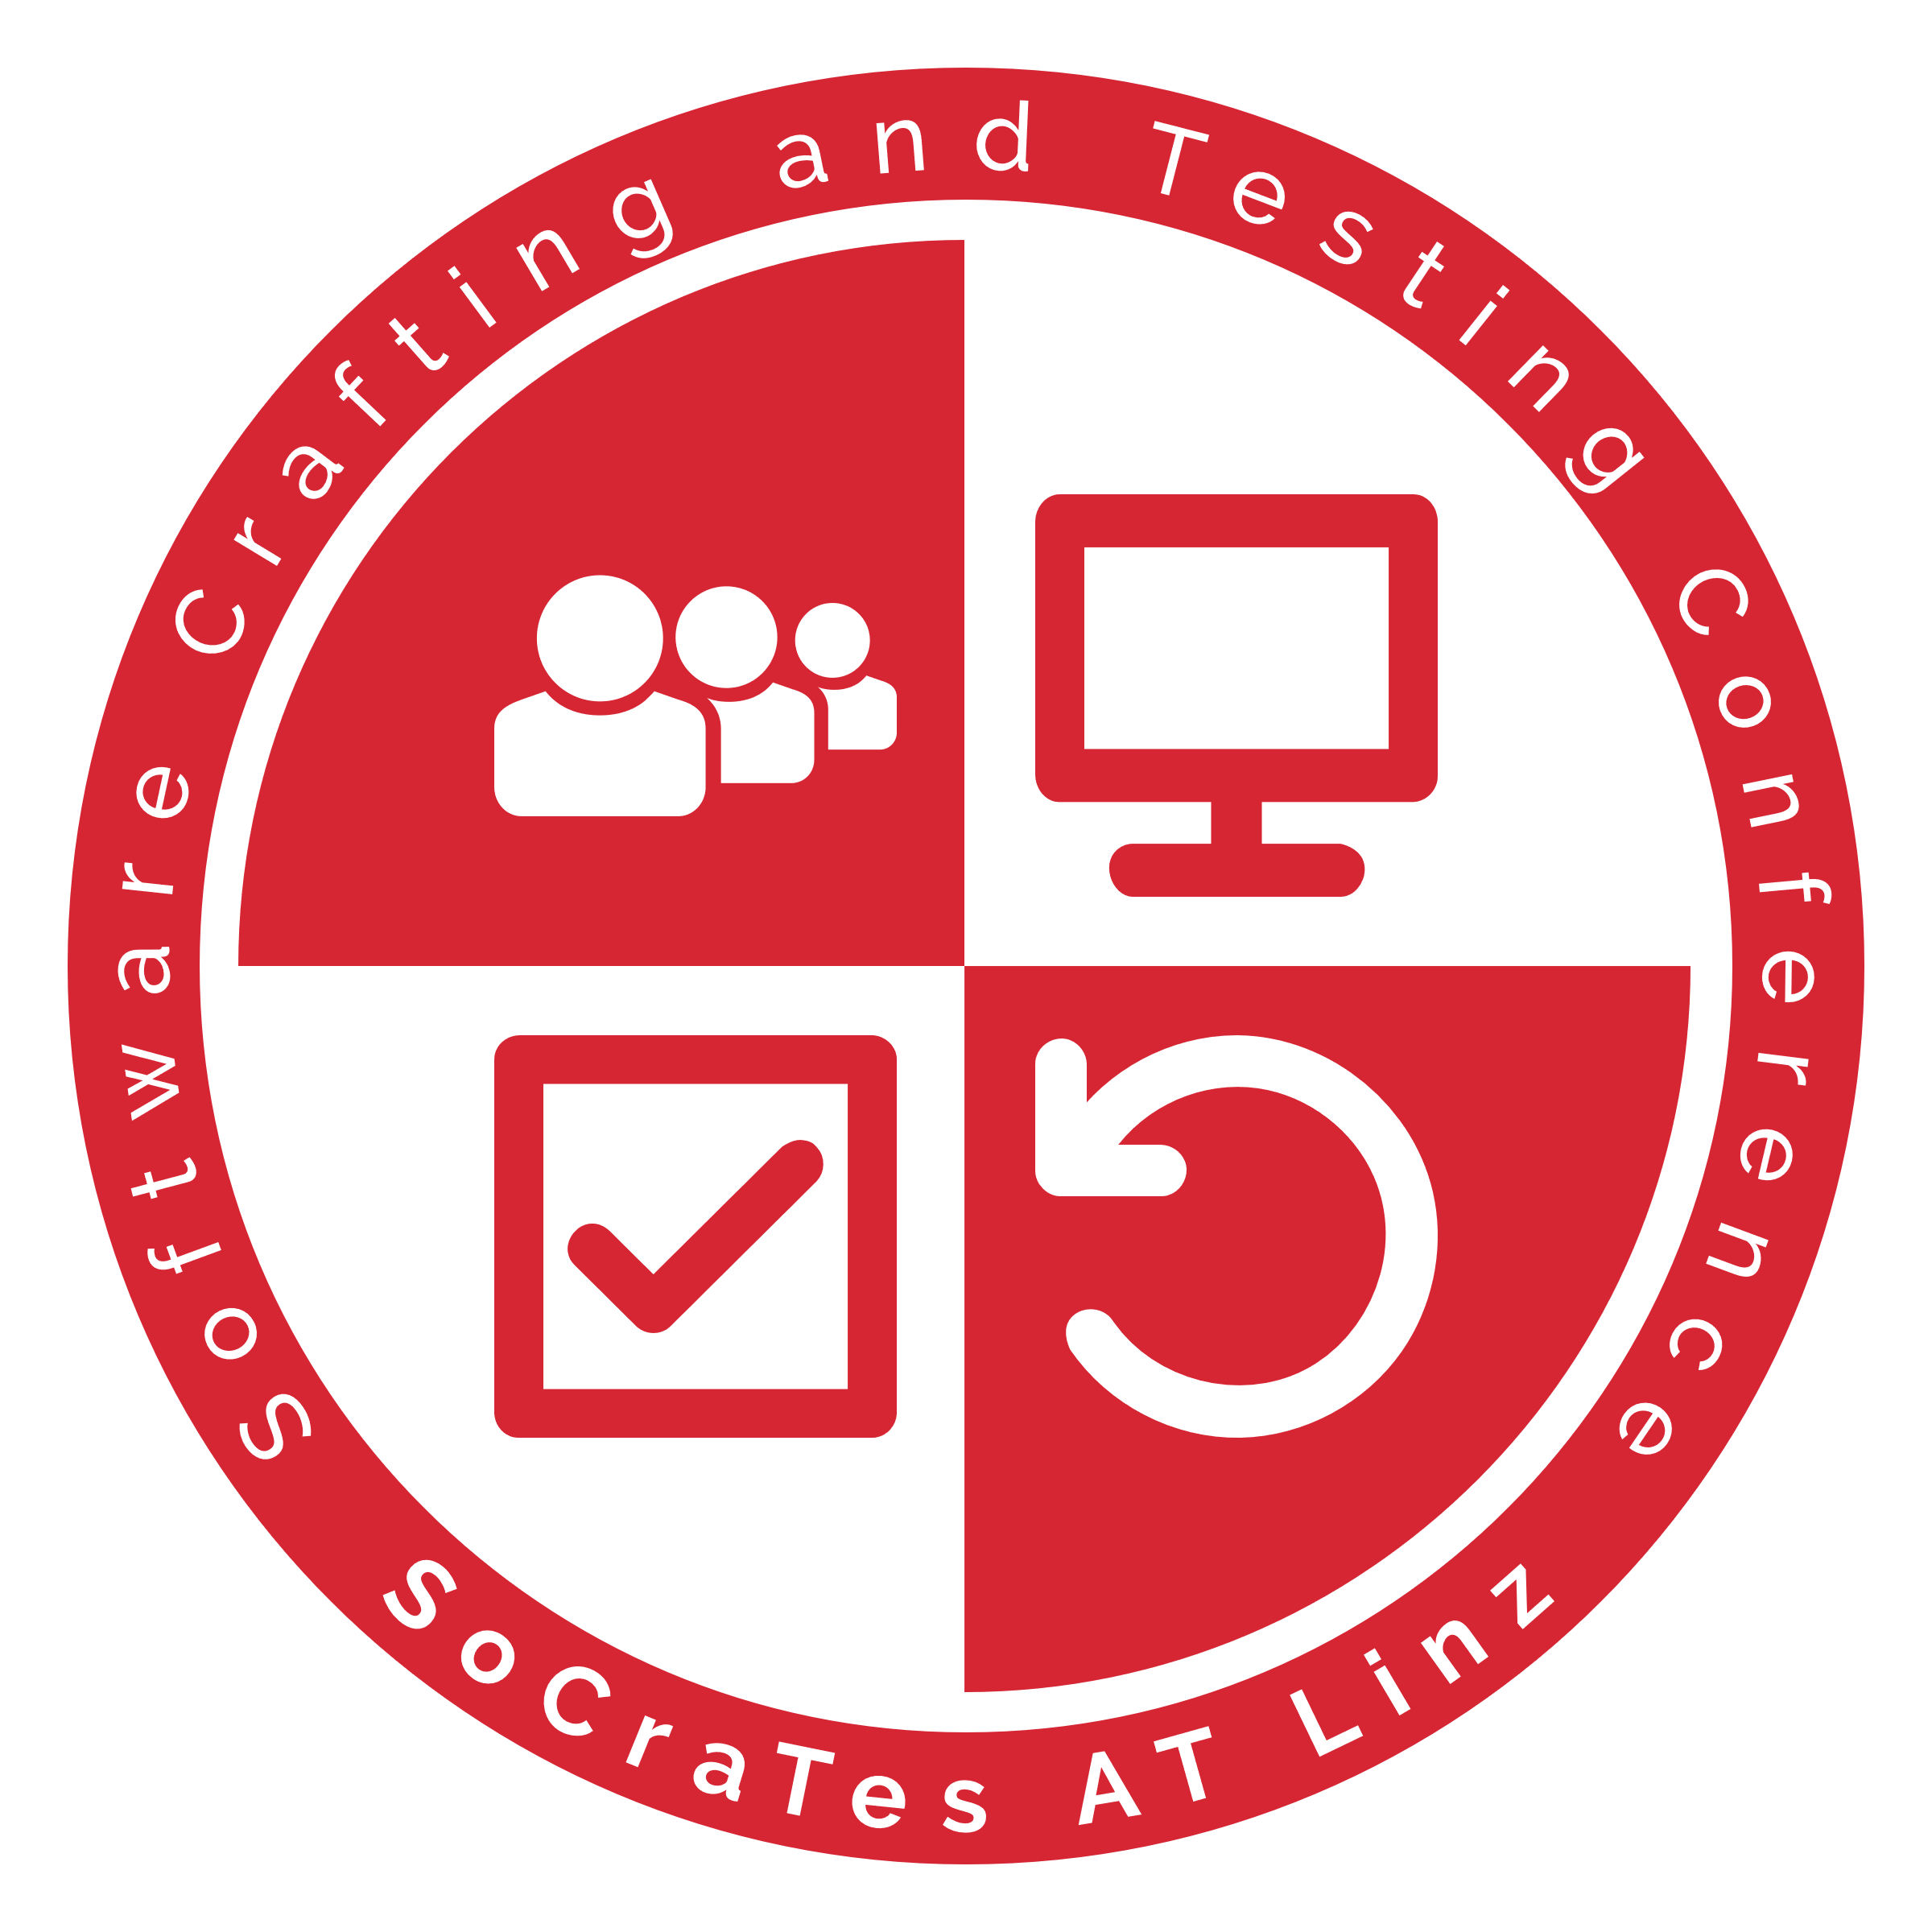 Software Crafting and Testing Conference
SoCraTes AT Linz